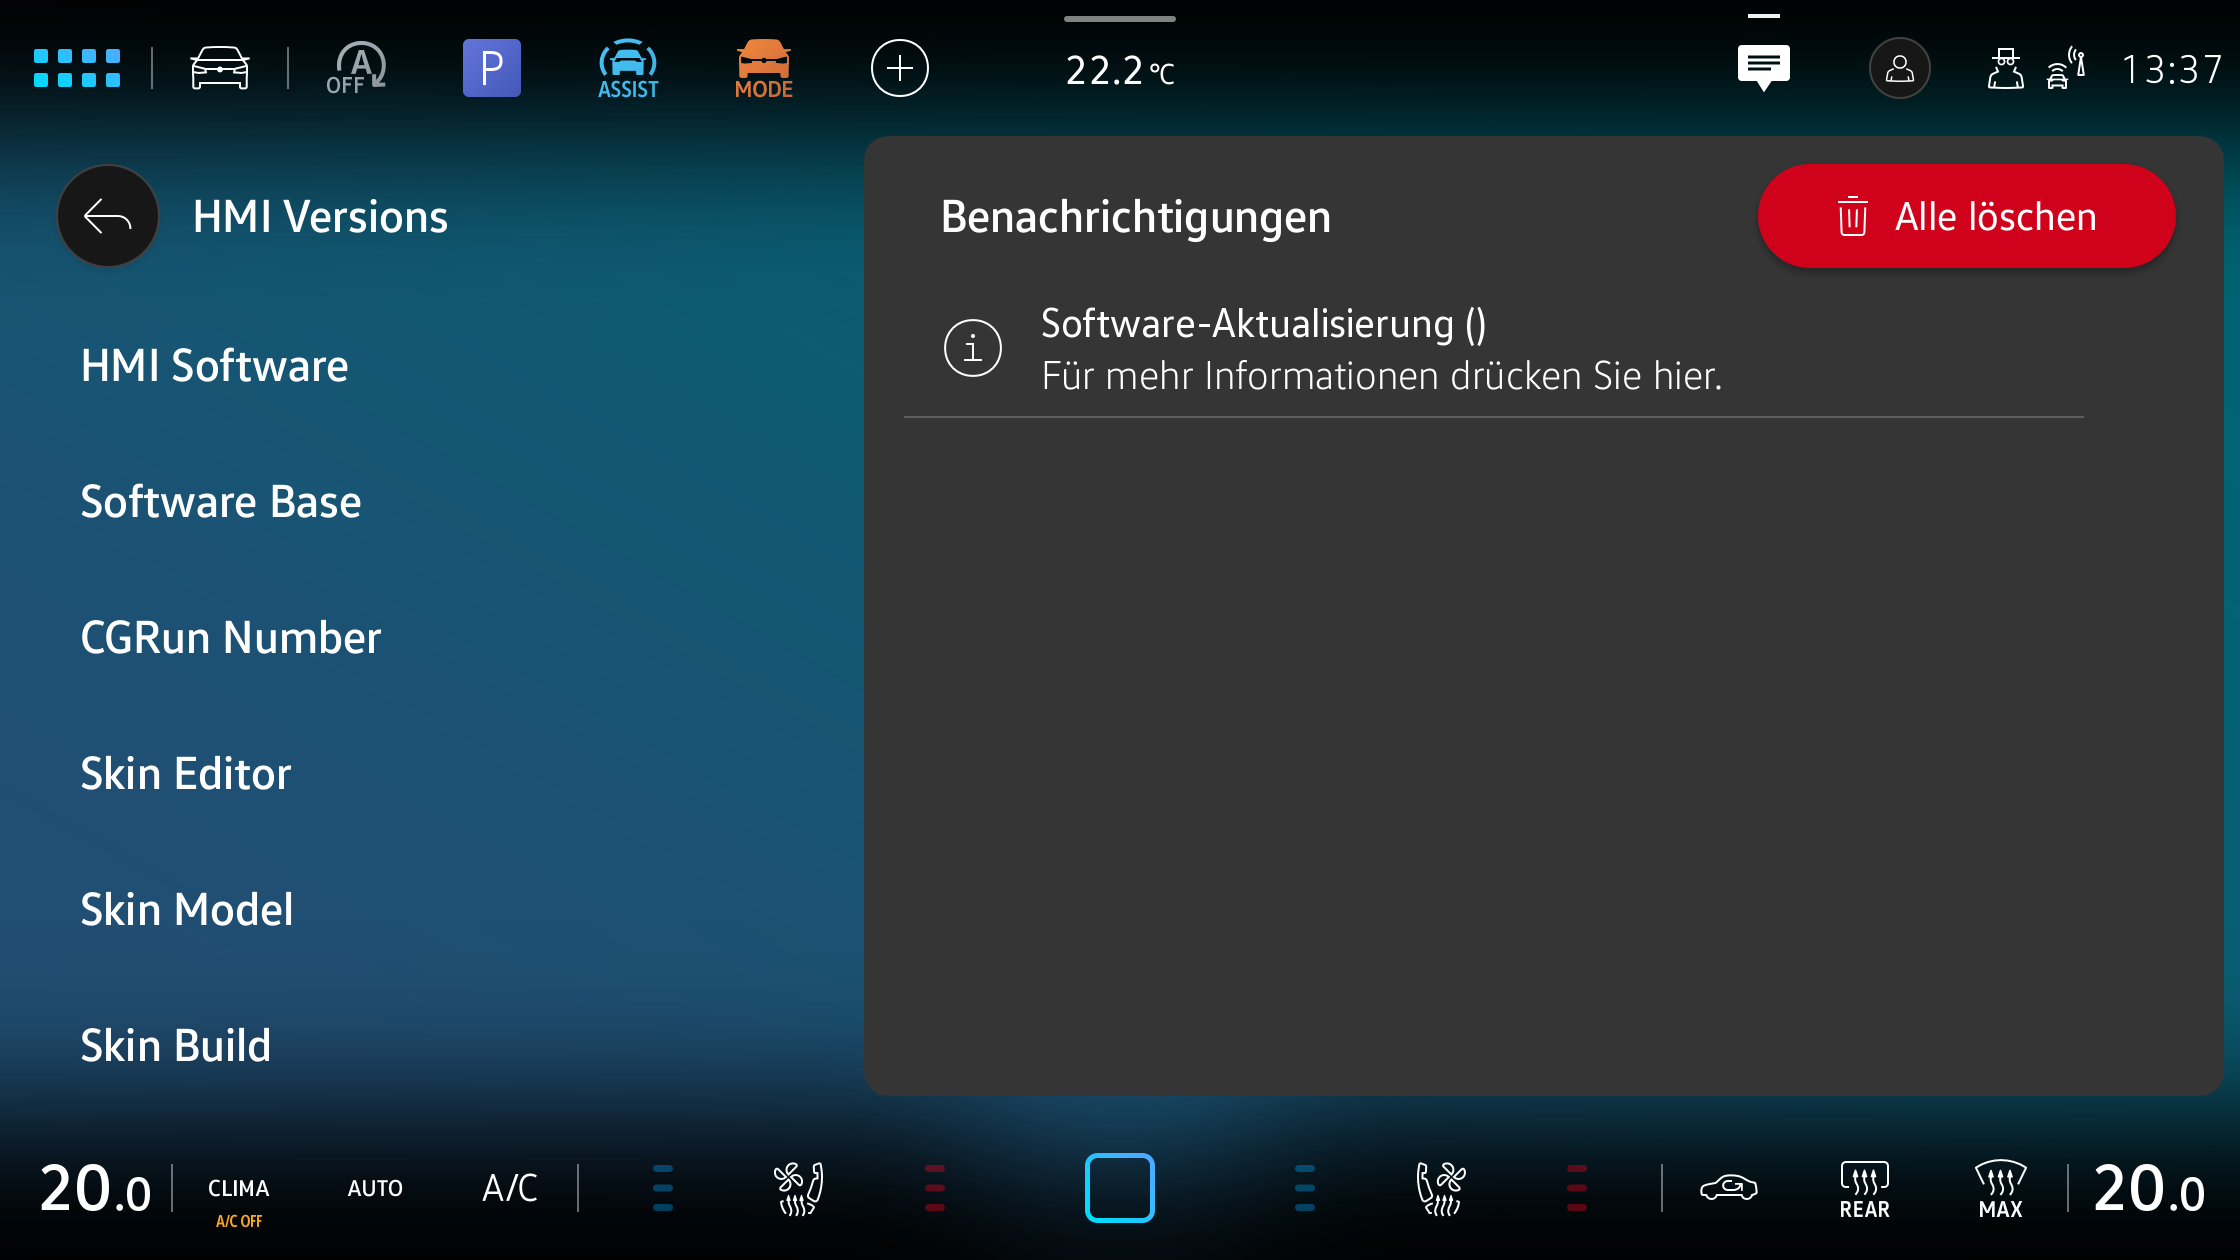 A
OFF
P
ASSIST
MODE
22.2 °C
13:37
HMI Versions
HMI Software
Software Base
CGRun Number
Skin Editor
Skin Model
Skin Build
Benachrichtigungen
Alle löschen
i
Software-Aktualisierung ()
Für mehr Informationen drücken Sie hier.
20.0
CLIMA
A/C OFF
AUTO
A/C
REAR
MAX
20.0